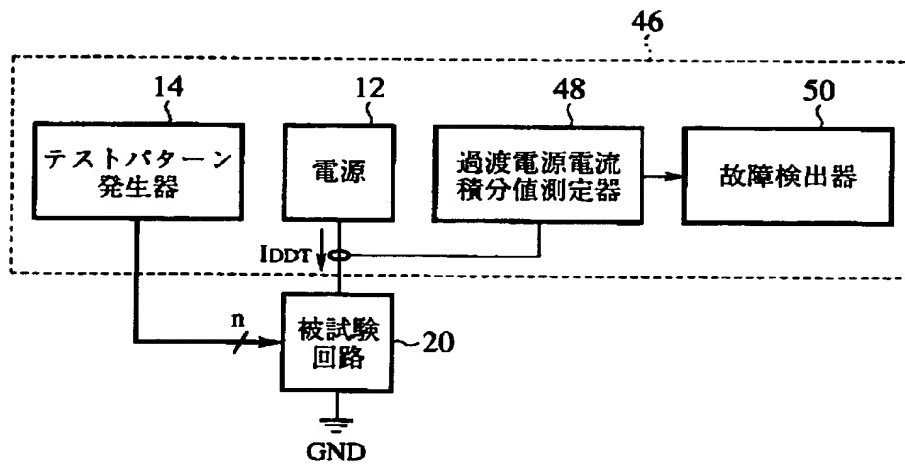 46
14
12
48
50
テストパターン
発生器
電源
過渡電源電流
積分値測定器
故障検出器
IDDT
n
被試験
回路
20
GND